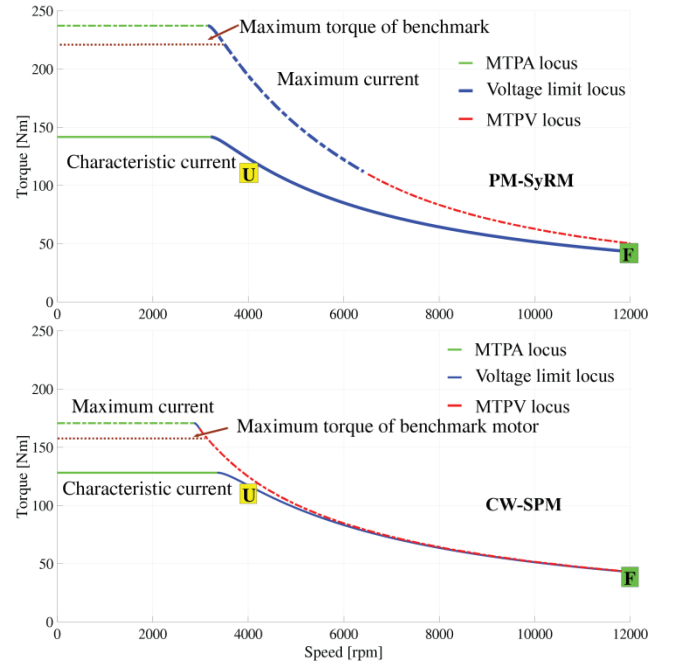 250
200
150
100
50
0
Torque [Nm]
Maximum torque of benchmark
Maximum current
Characteristic current
U
F
MTPA locus
Voltage limit locus
MTPV locus
PM-SyRM
0 2000 4000 6000 8000 10000 12000
250
200
150
100
50
0
Torque [Nm]
MTPA locus
Voltage limit locus
MTPV locus
Maximum current
Maximum torque of benchmark motor
Characteristic current
U
CW-SPM
F
0 2000 4000 6000 8000 10000 12000
Speed [rpm]